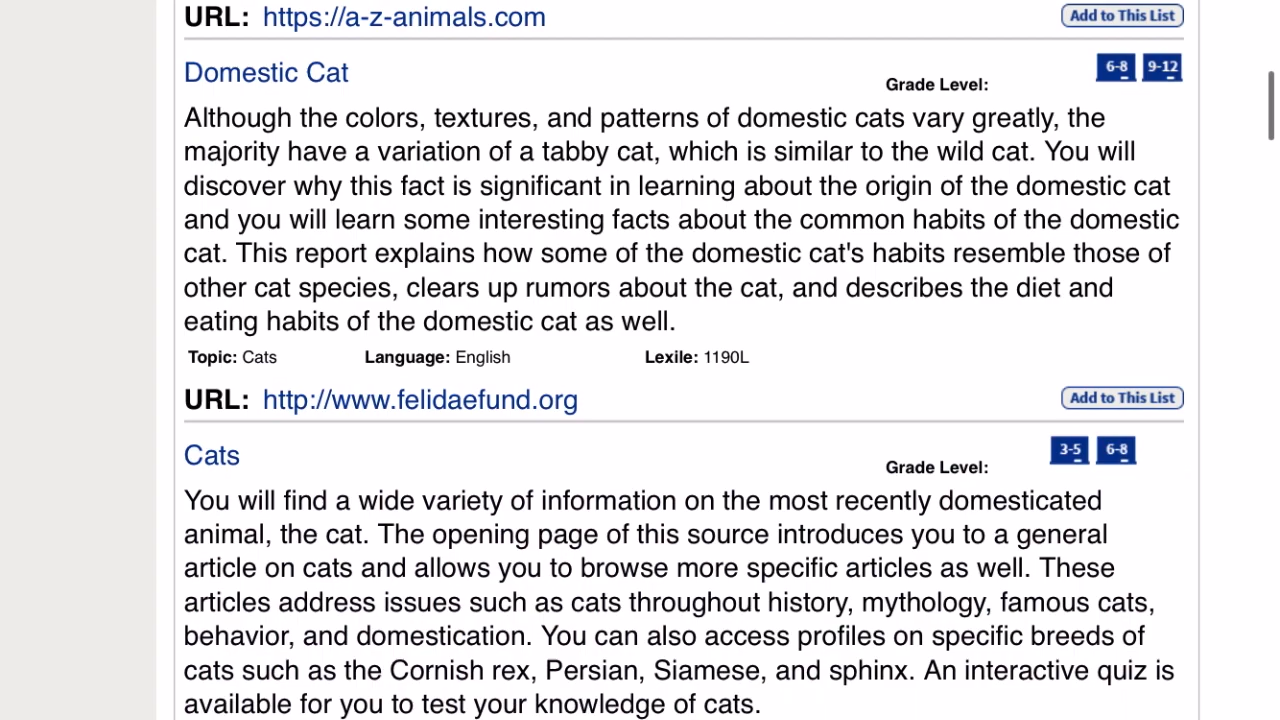 URL: https://a-z-animals.com
Add to This List
Domestic Cat
Grade Level:
6-8 9-12
Although the colors, textures, and patterns of domestic cats vary greatly, the
majority have a variation of a tabby cat, which is similar to the wild cat. You will
discover why this fact is significant in learning about the origin of the domestic cat
and you will learn some interesting facts about the common habits of the domestic
cat. This report explains how some of the domestic cat's habits resemble those of
other cat species, clears up rumors about the cat, and describes the diet and
eating habits of the domestic cat as well.
Topic: Cats Language: English Lexile: 1190L
URL: http://www.felidaefund.org
Add to This List
Cats
Grade Level:
3-5 6-8
You will find a wide variety of information on the most recently domesticated
animal, the cat. The opening page of this source introduces you to a general
article on cats and allows you to browse more specific articles as well. These
articles address issues such as cats throughout history, mythology, famous cats,
behavior, and domestication. You can also access profiles on specific breeds of
cats such as the Cornish rex, Persian, Siamese, and sphinx. An interactive quiz is
available for you to test your knowledge of cats.